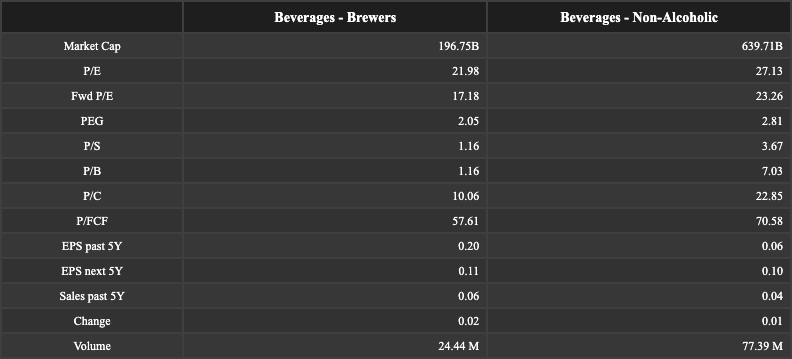 Beverages - Brewers Beverages - Non-Alcoholic
Market Cap 196.75B 639.71B
P/E 21.98 27.13
Fwd P/E 17.18 23.26
PEG 2.05 2.81
P/S 1.16 3.67
P/B 1.16 7.03
P/C 10.06 22.85
P/FCF 57.61 70.58
EPS past 5Y 0.20 0.06
EPS next 5Y 0.11 0.10
Sales past 5Y 0.06 0.04
Change 0.02 0.01
Volume 24.44 M 77.39 M